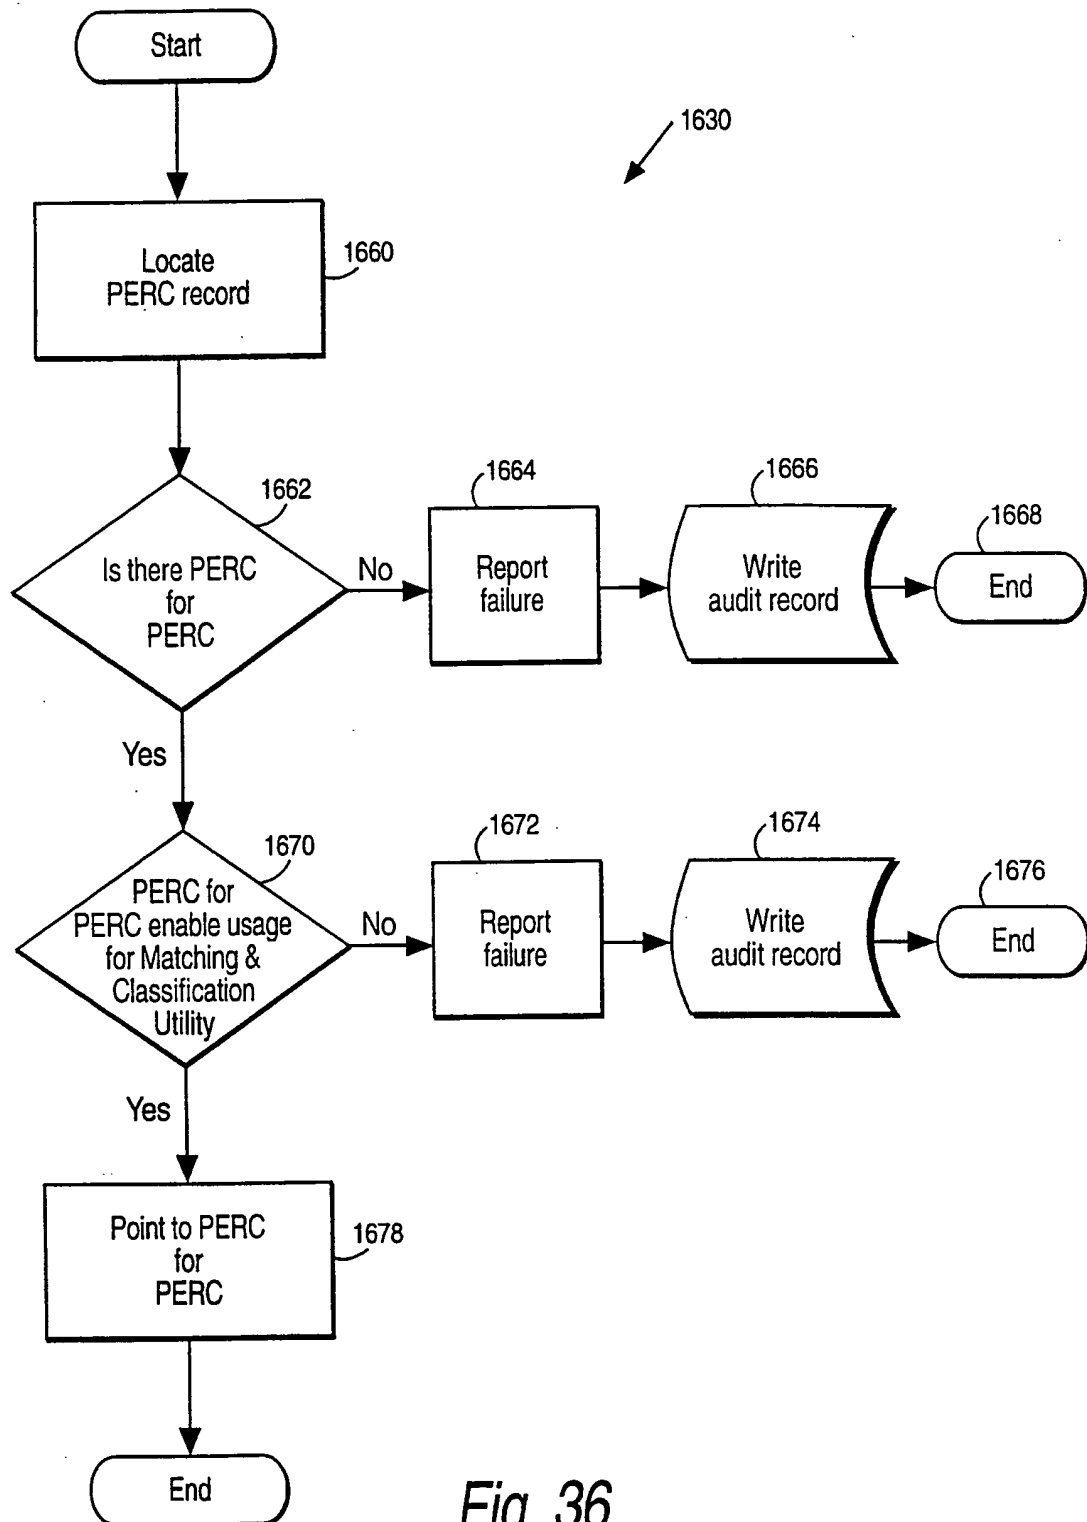 Start
1630
Locate
PERC record
1660
1662
Is there PERC
for
PERC
No
1664
Report
failure
1666
Write
audit record
1668
End
Yes
1670
PERC for
PERC enable usage
for Matching &
Classification
Utility
No
1672
Report
failure
1674
Write
audit record
1676
End
Yes
Point to PERC
for
PERC
1678
End
Fig. 36